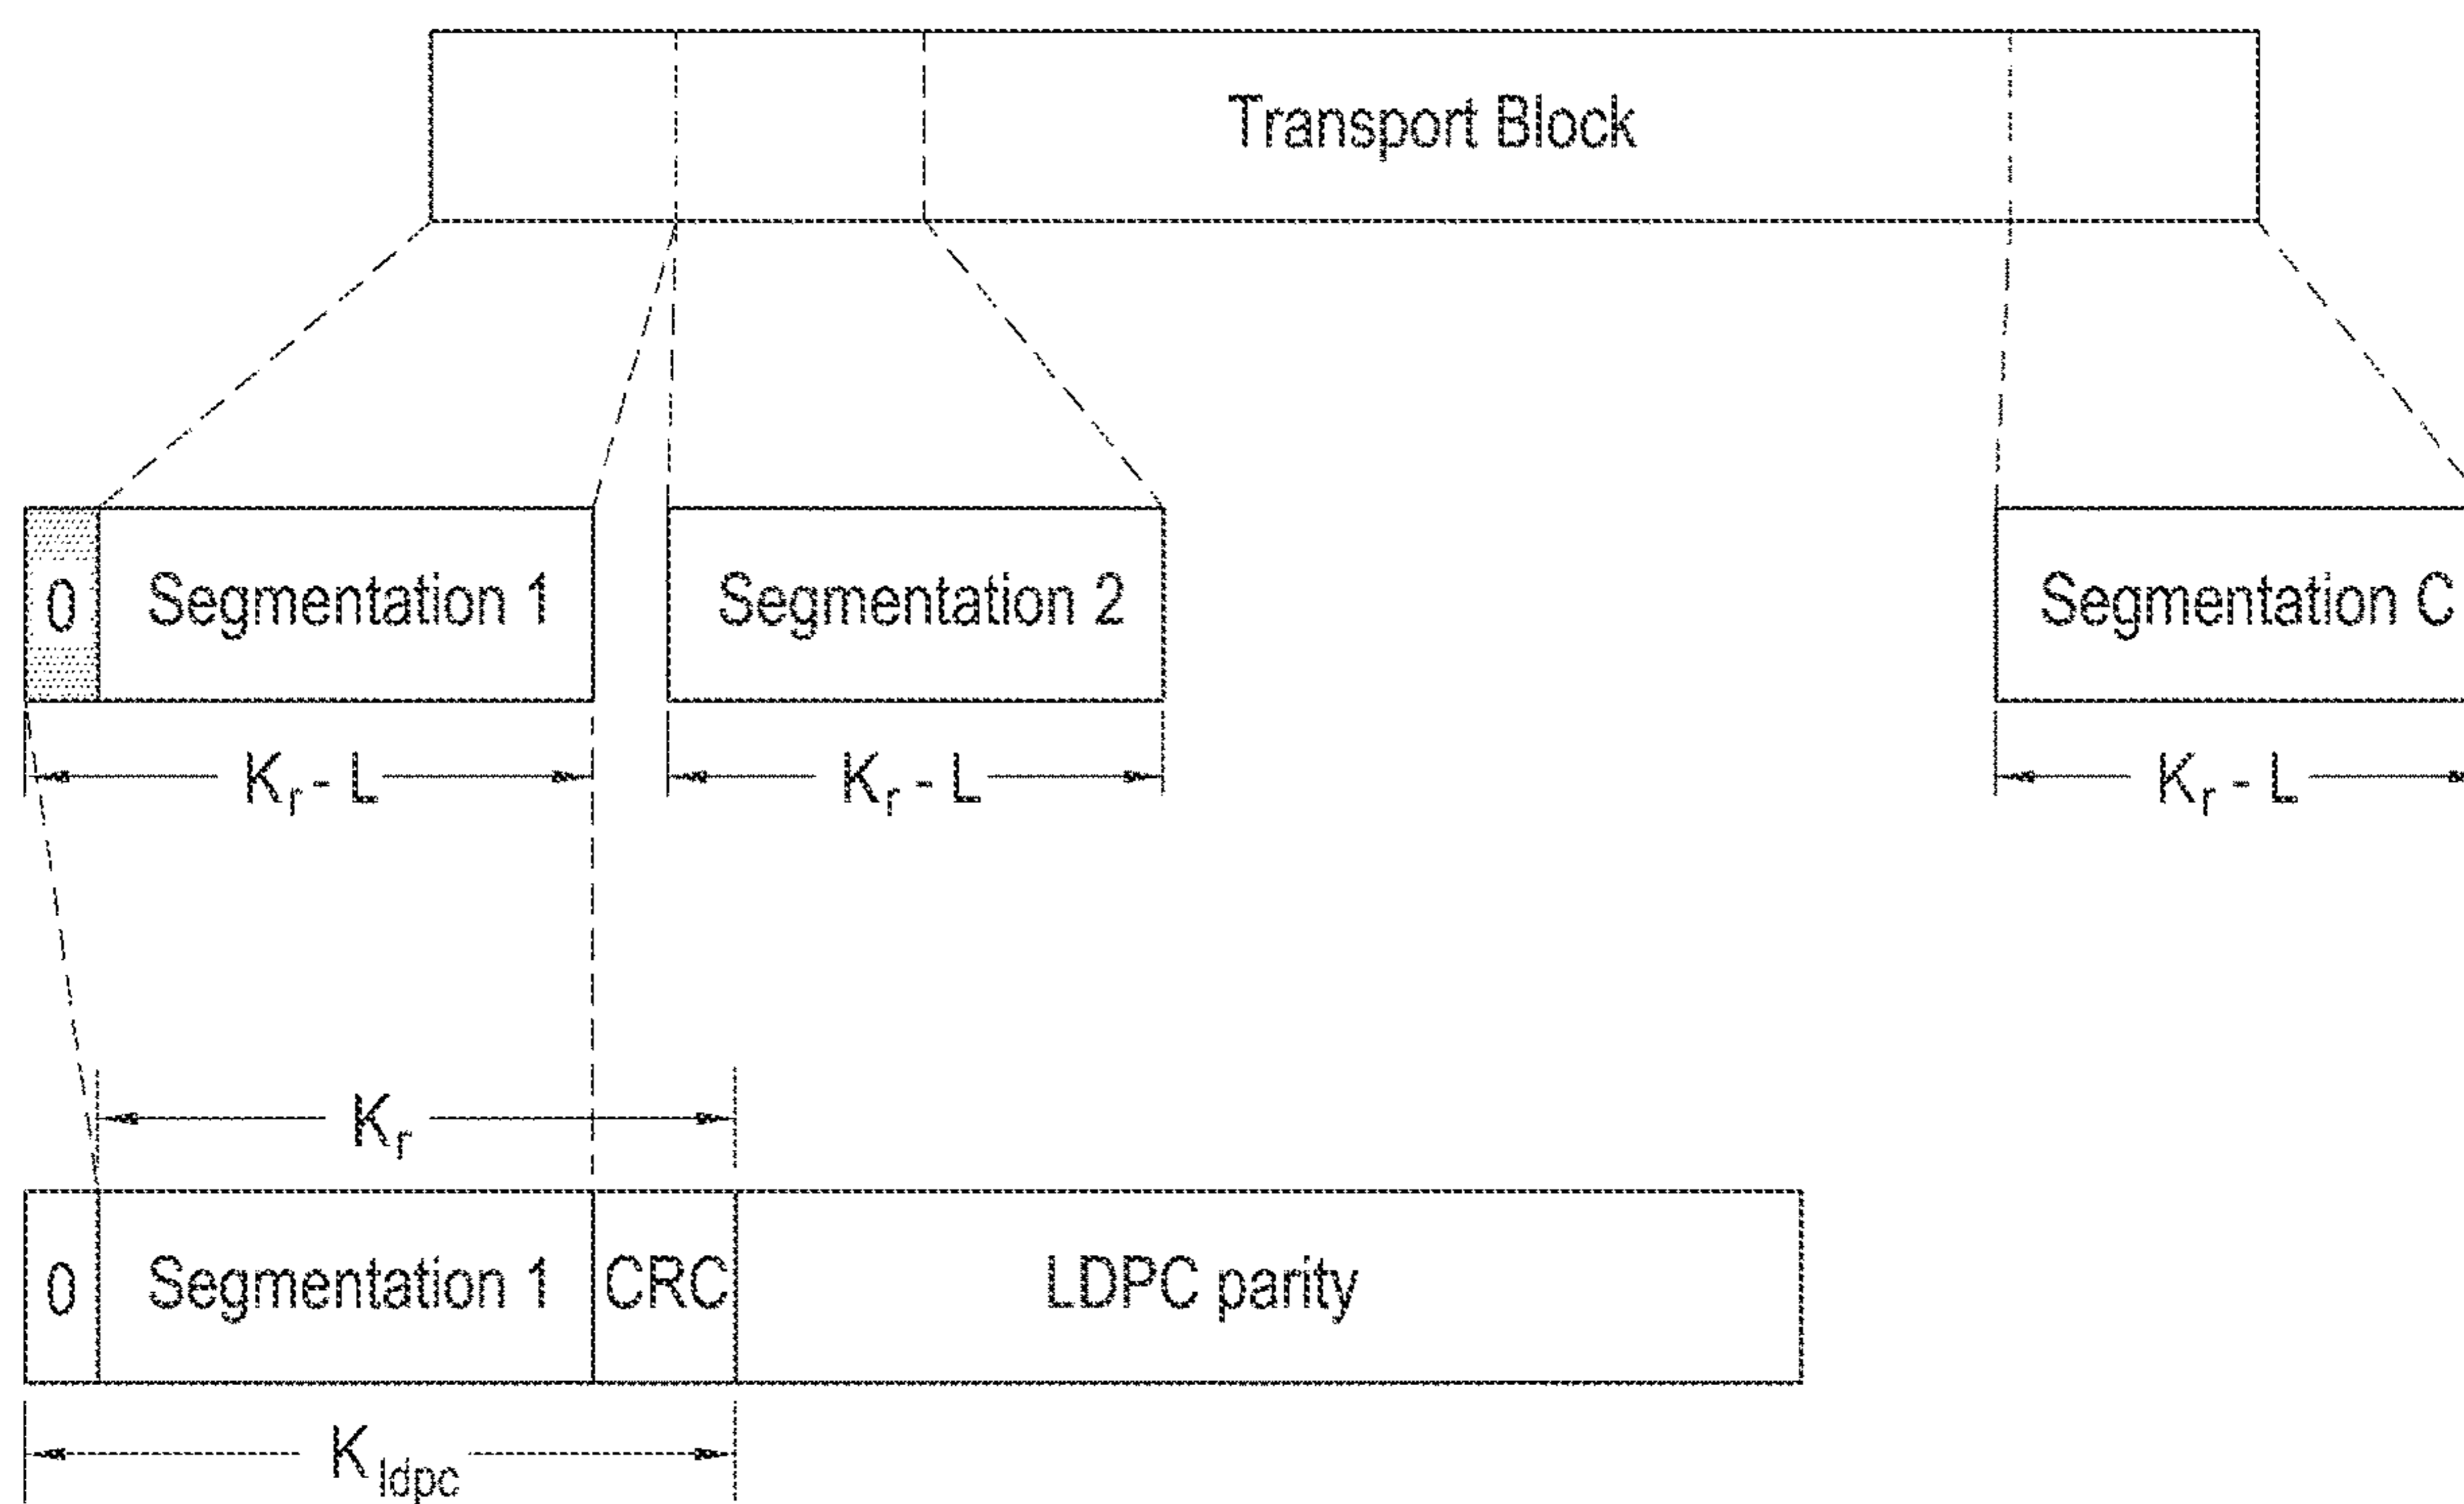 Transport Block
0 Segmentation 1 Segmentation 2 Segmentation C
Kr - L Kr - L Kr - L
Kr
0 Segmentation 1 CRC LDPC parity
Kldpc